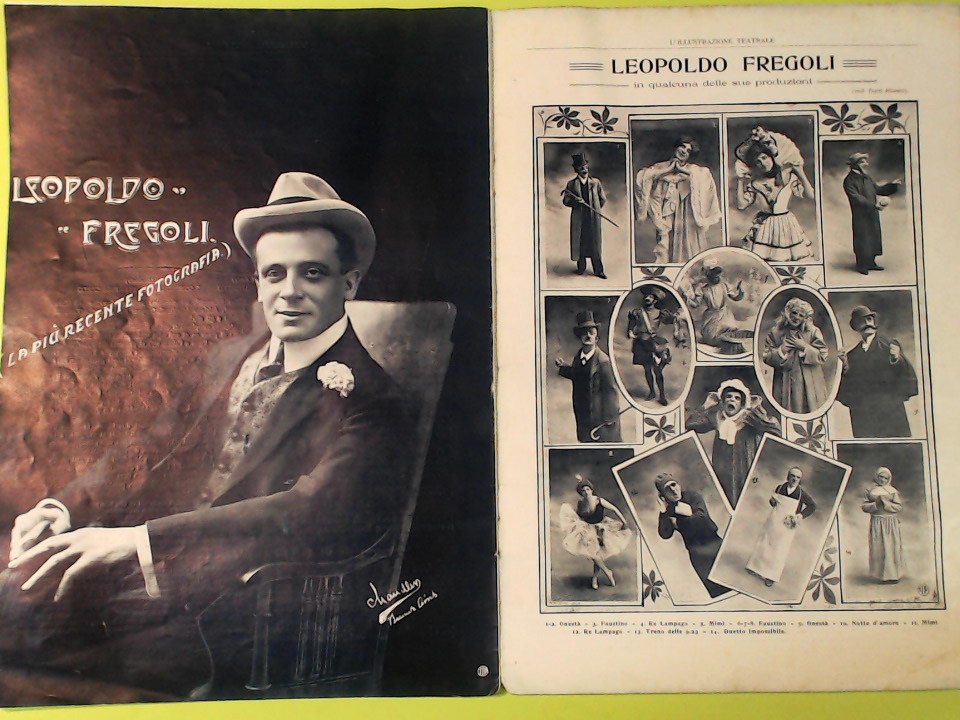 LEOPOLDO „
“ FREGOLI.
(LA PIÙ RECENTE FOTOGRAFIA.)
Buenos Aires
L'ILLUSTRAZIONE TEATRALE
LEOPOLDO FREGOLI
in qualcuna delle sue produzioni
1-2. Onestà - 3. Faustino - 4. Re Lampago - 5. Mimì - 6-7-8. Faustino - 9. Onestà - 10. Notte d'amore - 11. Mimì
12. Re Lampago - 13. Treno delle 9,25 - 14. Duetto impossibile.